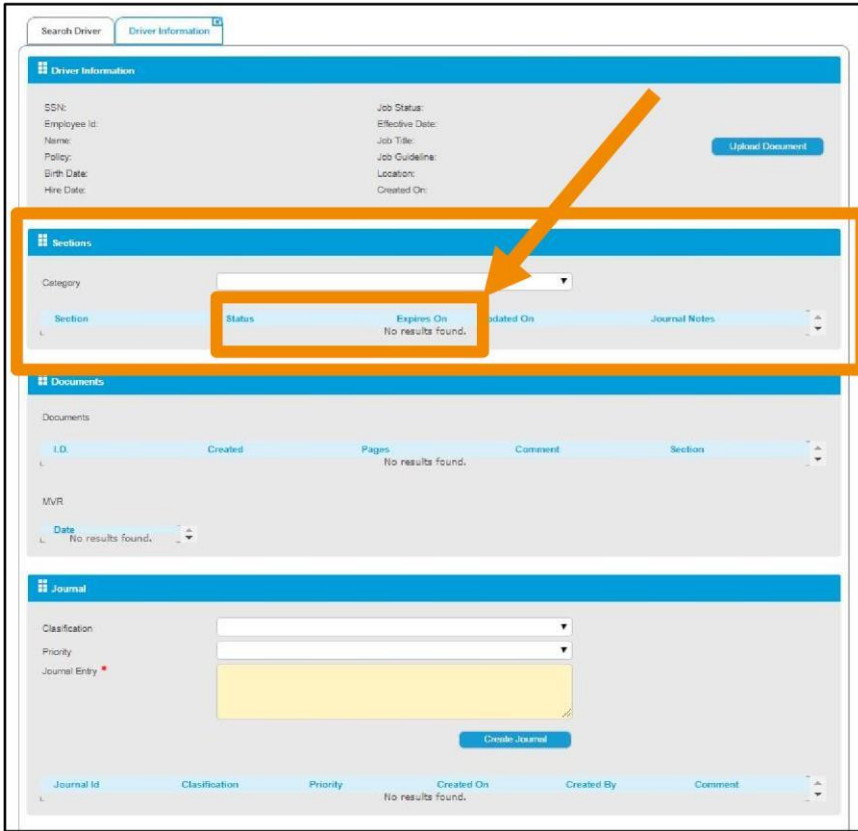 Search Driver Driver Information
Driver Information
SSN: Job Status:
Employee Id: Effective Date:
Name: Job Title:
Policy: Job Guideline:
Birth Date: Location:
Hire Date: Created On:
Upload Document
Sections
Category
Section Status Expires On pdated On Journal Notes
No results found.
Documents
Documents
I.D. Created Pages Comment Section
No results found.
MVR
Date
No results found.
Journal
Clasification
Priority
Journal Entry *
Create Journal
Journal Id Clasification Priority Created On Created By Comment
No results found.